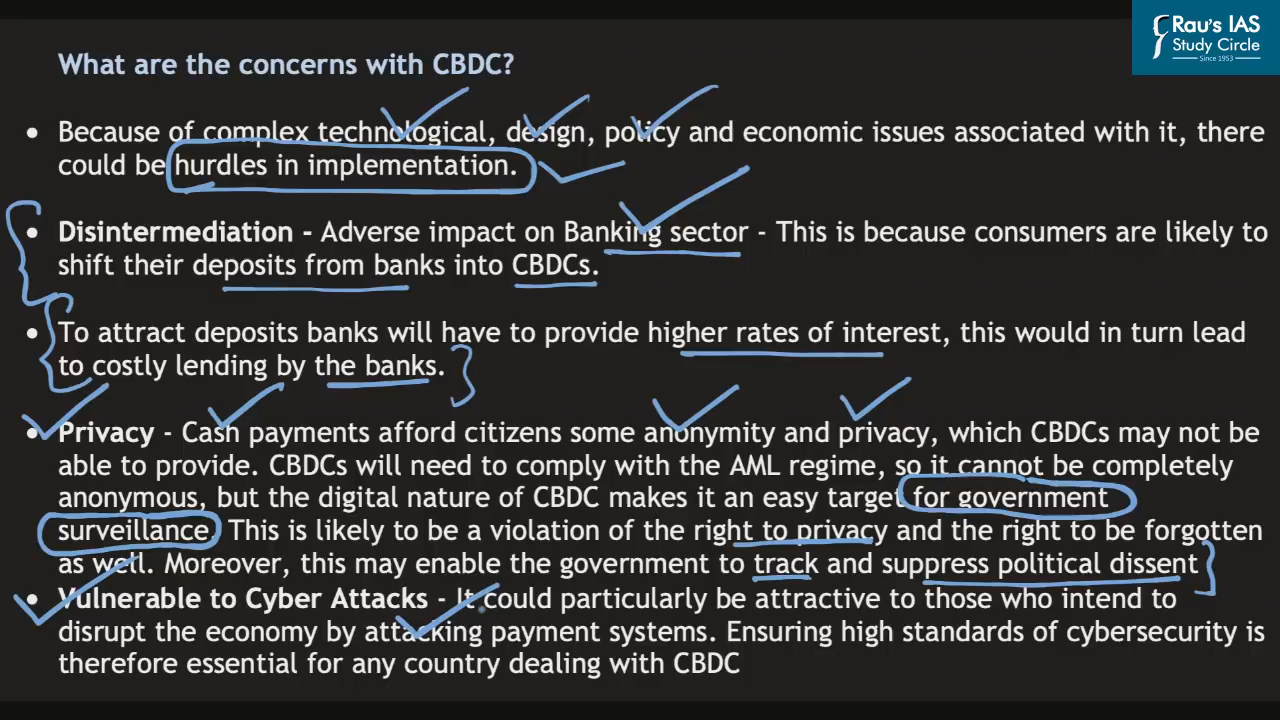 Rau's IAS
Study Circle
Since 1953
What are the concerns with CBDC?
• Because of complex technological, design, policy and economic issues associated with it, there
could be hurdles in implementation.
• Disintermediation - Adverse impact on Banking sector - This is because consumers are likely to
shift their deposits from banks into CBDCs.
• To attract deposits banks will have to provide higher rates of interest, this would in turn lead
to costly lending by the banks.
• Privacy - Cash payments afford citizens some anonymity and privacy, which CBDCs may not be
able to provide. CBDCs will need to comply with the AML regime, so it cannot be completely
anonymous, but the digital nature of CBDC makes it an easy target for government
surveillance. This is likely to be a violation of the right to privacy and the right to be forgotten
as well. Moreover, this may enable the government to track and suppress political dissent
• Vulnerable to Cyber Attacks - It could particularly be attractive to those who intend to
disrupt the economy by attacking payment systems. Ensuring high standards of cybersecurity is
therefore essential for any country dealing with CBDC